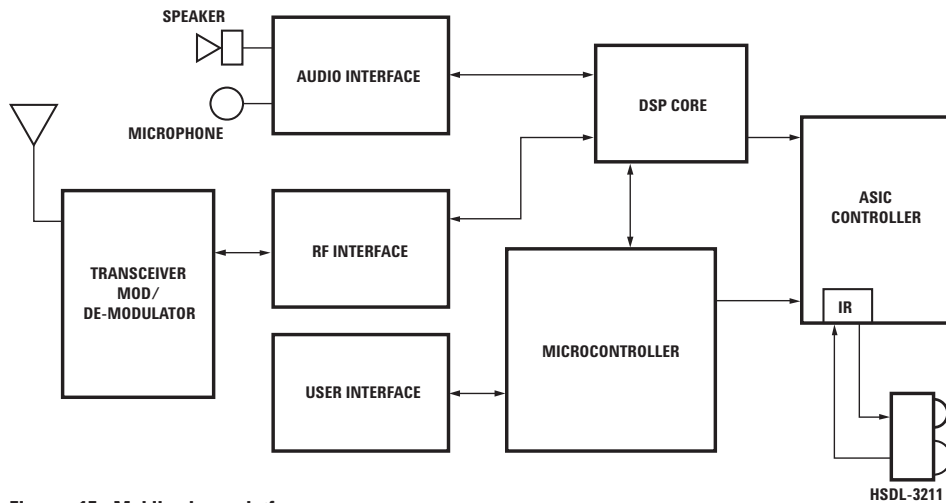 SPEAKER
AUDIO INTERFACE
MICROPHONE
DSP CORE
ASIC
CONTROLLER
IR
TRANSCEIVER
MOD/
DE-MODULATOR
RF INTERFACE
MICROCONTROLLER
USER INTERFACE
HSDL-3211